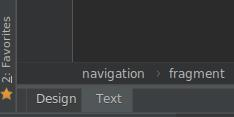 2: Favorites
navigation › fragment
Design Text